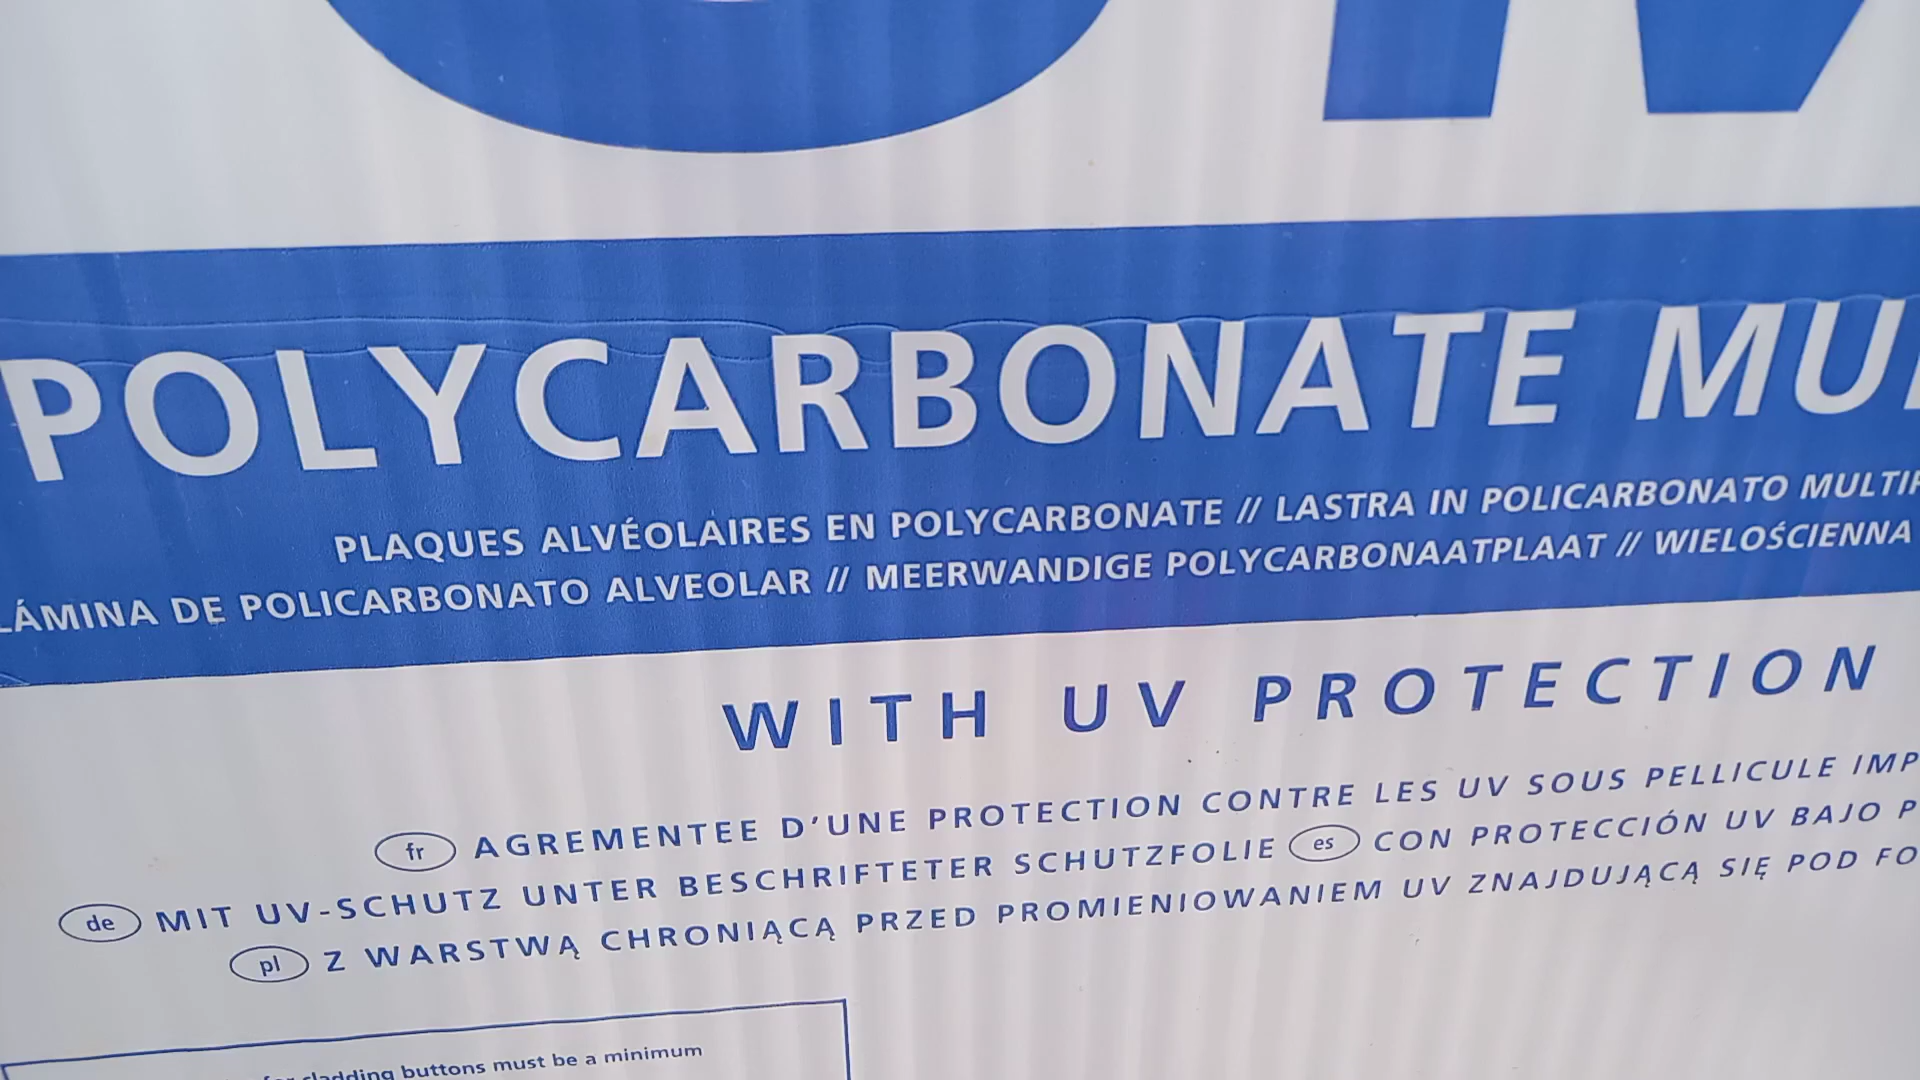 POLYCARBONATE
PLAQUES ALVÉOLAIRES EN POLYCARBONATE // LASTRA IN POLICARBONATO
LÁMINA DE POLICARBONATO ALVEOLAR // MEERWANDIGE POLYCARBONAATPLAAT // WIELOŚCIENNA
WITH UV PROTECTION
fr AGREMENTEE D'UNE PROTECTION CONTRE LES UV SOUS PELLICULE
de MIT UV-SCHUTZ UNTER BESCHRIFTETER SCHUTZFOLIE es CON PROTECCIÓN UV BAJO
pl Z WARSTWĄ CHRONIĄCĄ PRZED PROMIENIOWANIEM UV ZNAJDUJĄCĄ SIĘ POD
cladding buttons must be a minimum